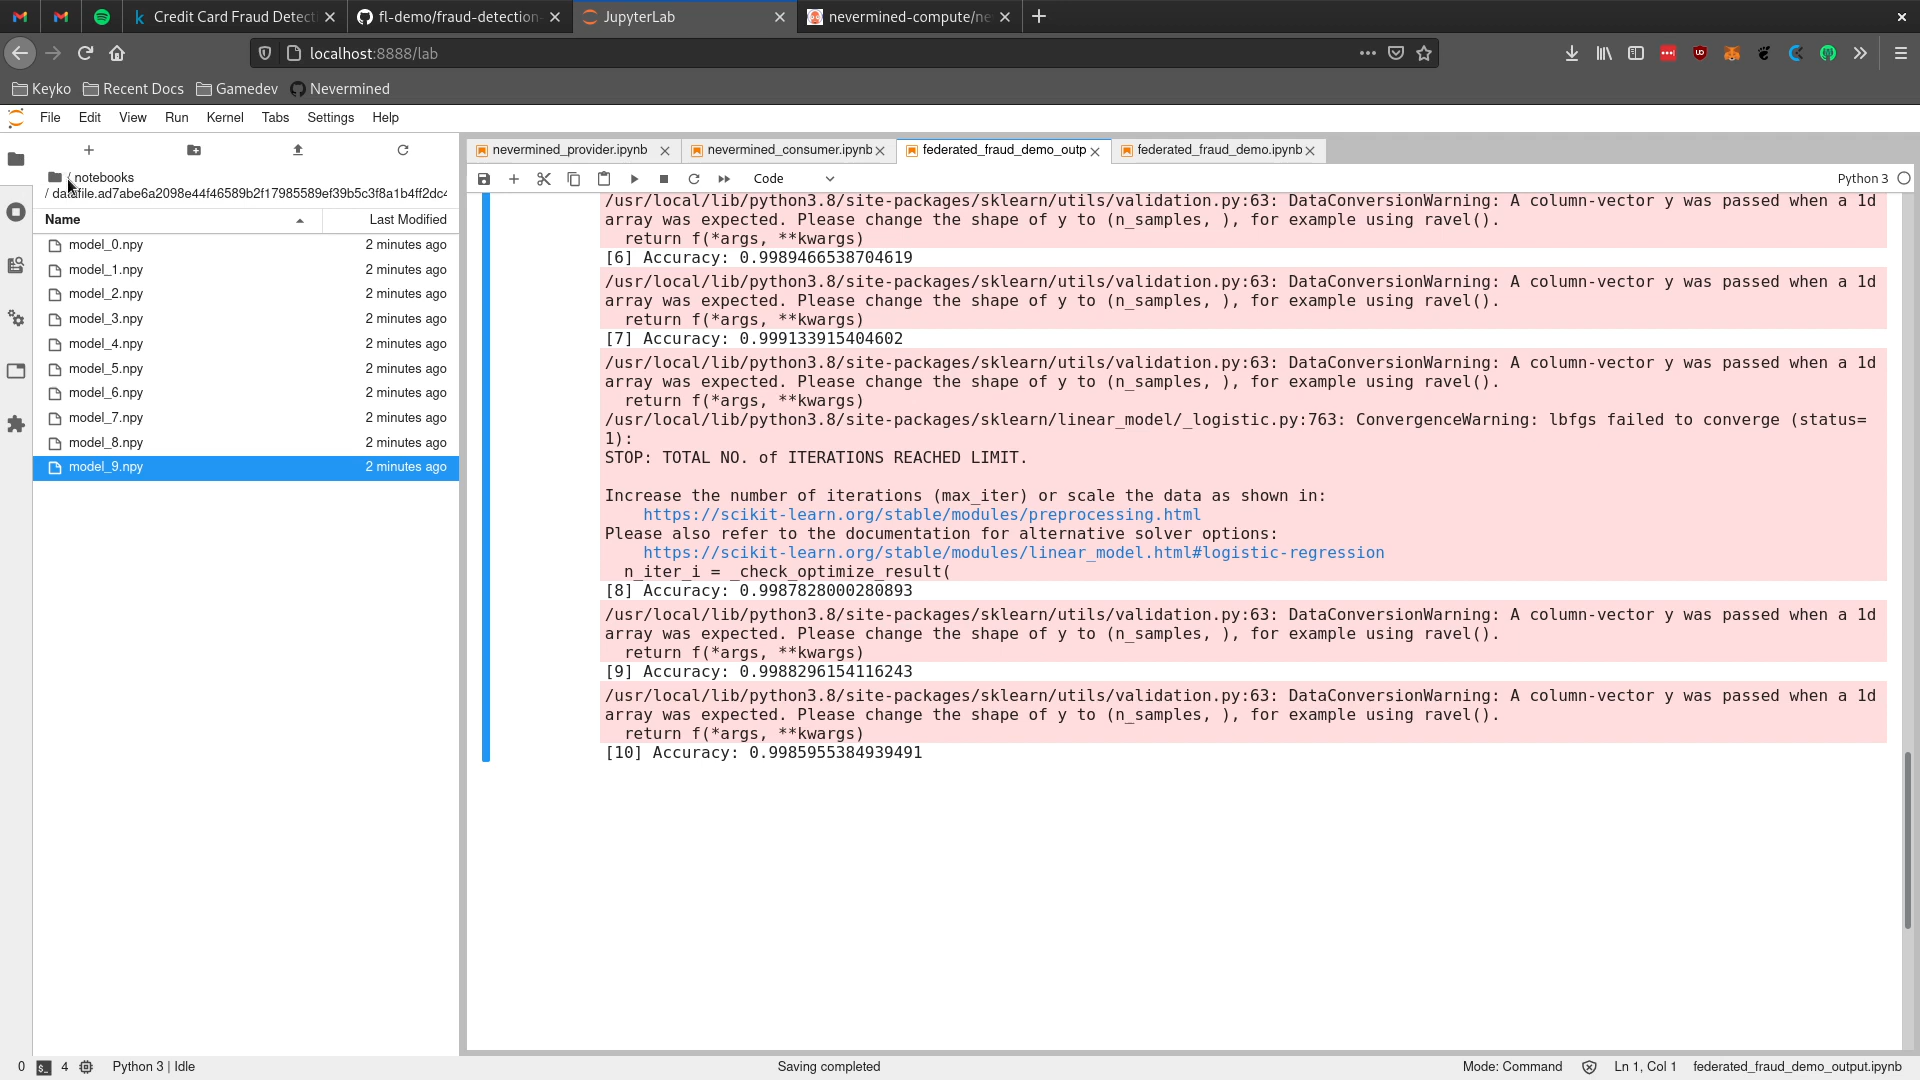 Credit Card Fraud Detecti
fl-demo/fraud-detection-
JupyterLab
nevermined-compute/ne
localhost:8888/lab
Keyko
Recent Docs
Gamedev
Nevermined
File
Edit
View
Run
Kernel
Tabs
Settings
Help
/ notebooks
/ datafile.ad7abe6a2098e44f46589b2f17985589ef39b5c3f8a1b4ff2dc4
Name Last Modified
model_0.npy 2 minutes ago
model_1.npy 2 minutes ago
model_2.npy 2 minutes ago
model_3.npy 2 minutes ago
model_4.npy 2 minutes ago
model_5.npy 2 minutes ago
model_6.npy 2 minutes ago
model_7.npy 2 minutes ago
model_8.npy 2 minutes ago
model_9.npy 2 minutes ago
nevermined_provider.ipynb
nevermined_consumer.ipynb
federated_fraud_demo_outp
federated_fraud_demo.ipynb
Code
Python 3
/usr/local/lib/python3.8/site-packages/sklearn/utils/validation.py:63: DataConversionWarning: A column-vector y was passed when a 1d
array was expected. Please change the shape of y to (n_samples, ), for example using ravel().
return f(*args, **kwargs)
[6] Accuracy: 0.9989466538704619
/usr/local/lib/python3.8/site-packages/sklearn/utils/validation.py:63: DataConversionWarning: A column-vector y was passed when a 1d
array was expected. Please change the shape of y to (n_samples, ), for example using ravel().
return f(*args, **kwargs)
[7] Accuracy: 0.999133915404602
/usr/local/lib/python3.8/site-packages/sklearn/utils/validation.py:63: DataConversionWarning: A column-vector y was passed when a 1d
array was expected. Please change the shape of y to (n_samples, ), for example using ravel().
return f(*args, **kwargs)
/usr/local/lib/python3.8/site-packages/sklearn/linear_model/_logistic.py:763: ConvergenceWarning: lbfgs failed to converge (status=
1):
STOP: TOTAL NO. of ITERATIONS REACHED LIMIT.
Increase the number of iterations (max_iter) or scale the data as shown in:
https://scikit-learn.org/stable/modules/preprocessing.html
Please also refer to the documentation for alternative solver options:
https://scikit-learn.org/stable/modules/linear_model.html#logistic-regression
n_iter_i = _check_optimize_result(
[8] Accuracy: 0.9987828000280893
/usr/local/lib/python3.8/site-packages/sklearn/utils/validation.py:63: DataConversionWarning: A column-vector y was passed when a 1d
array was expected. Please change the shape of y to (n_samples, ), for example using ravel().
return f(*args, **kwargs)
[9] Accuracy: 0.9988296154116243
/usr/local/lib/python3.8/site-packages/sklearn/utils/validation.py:63: DataConversionWarning: A column-vector y was passed when a 1d
array was expected. Please change the shape of y to (n_samples, ), for example using ravel().
return f(*args, **kwargs)
[10] Accuracy: 0.9985955384939491
0
4
Python 3 | Idle
Saving completed
Mode: Command
Ln 1, Col 1
federated_fraud_demo_output.ipynb